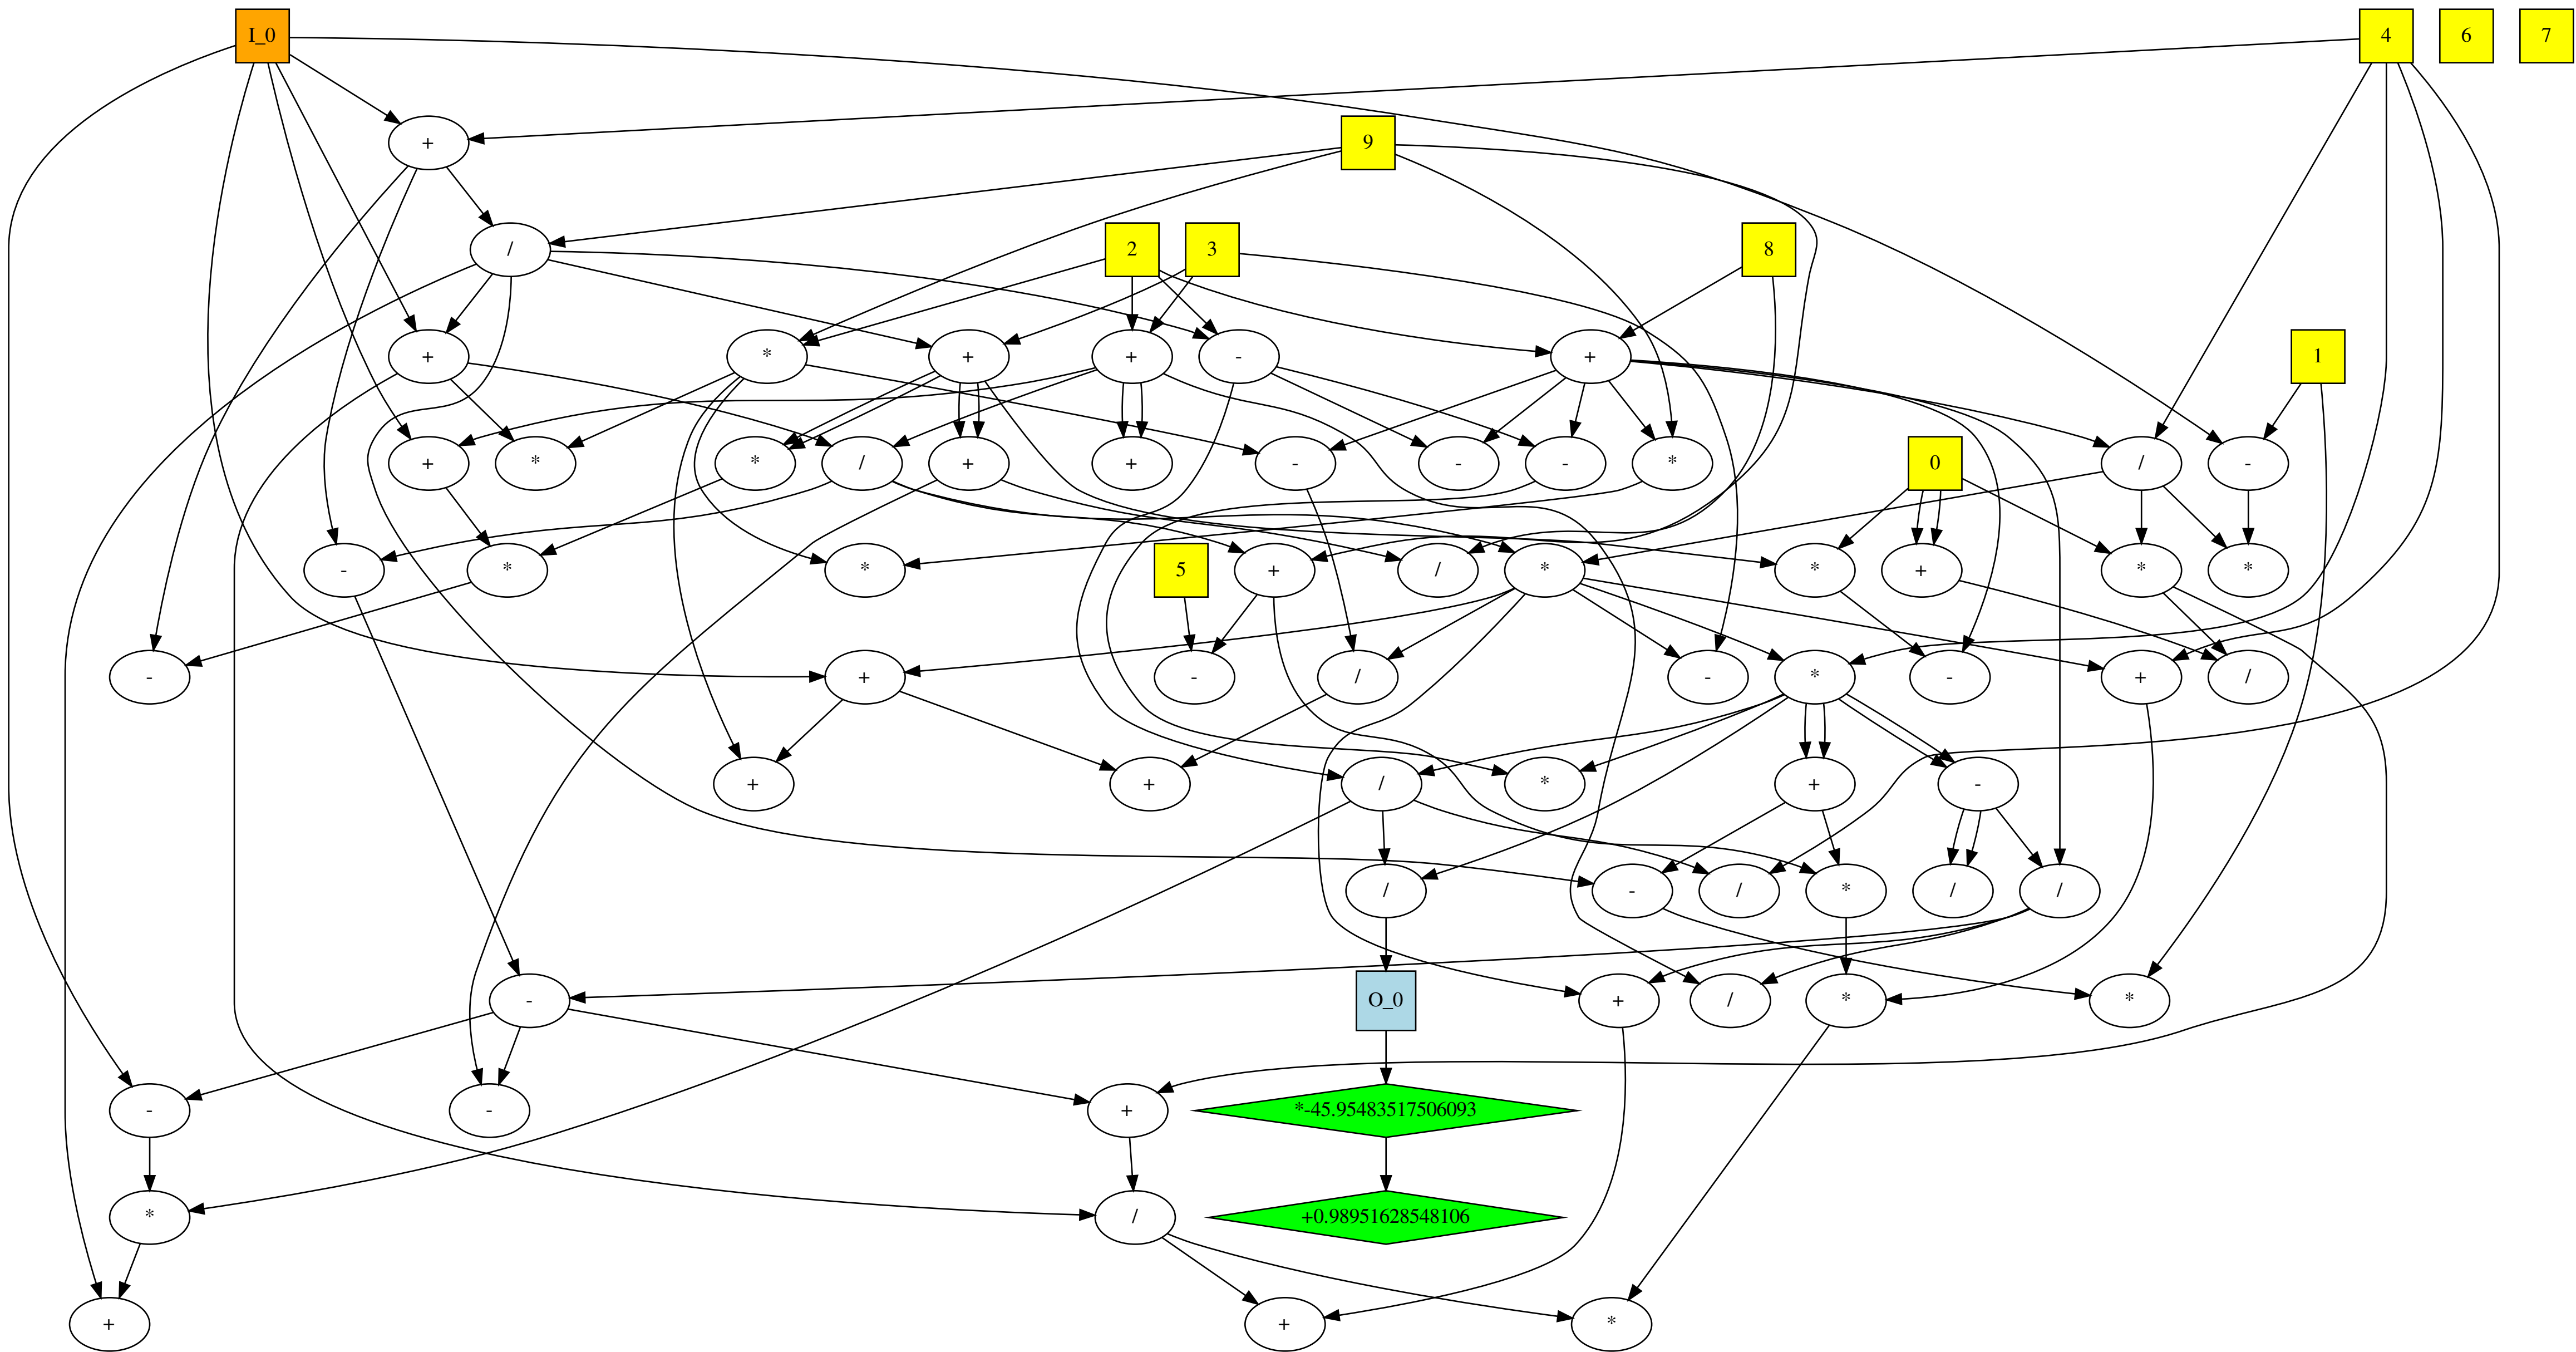 I_0 4 6 7
+ 9
/ 2 3 8
+ * + + - + 1
+ * * / + + - - - * 0 / -
- * * 5 + / * * + * *
- + - / - * - + /
+ + / * + -
/ - / * / /
- O_0 + / * *
- - + *-45.95483517506093
* / +0.98951628548106
+ + *